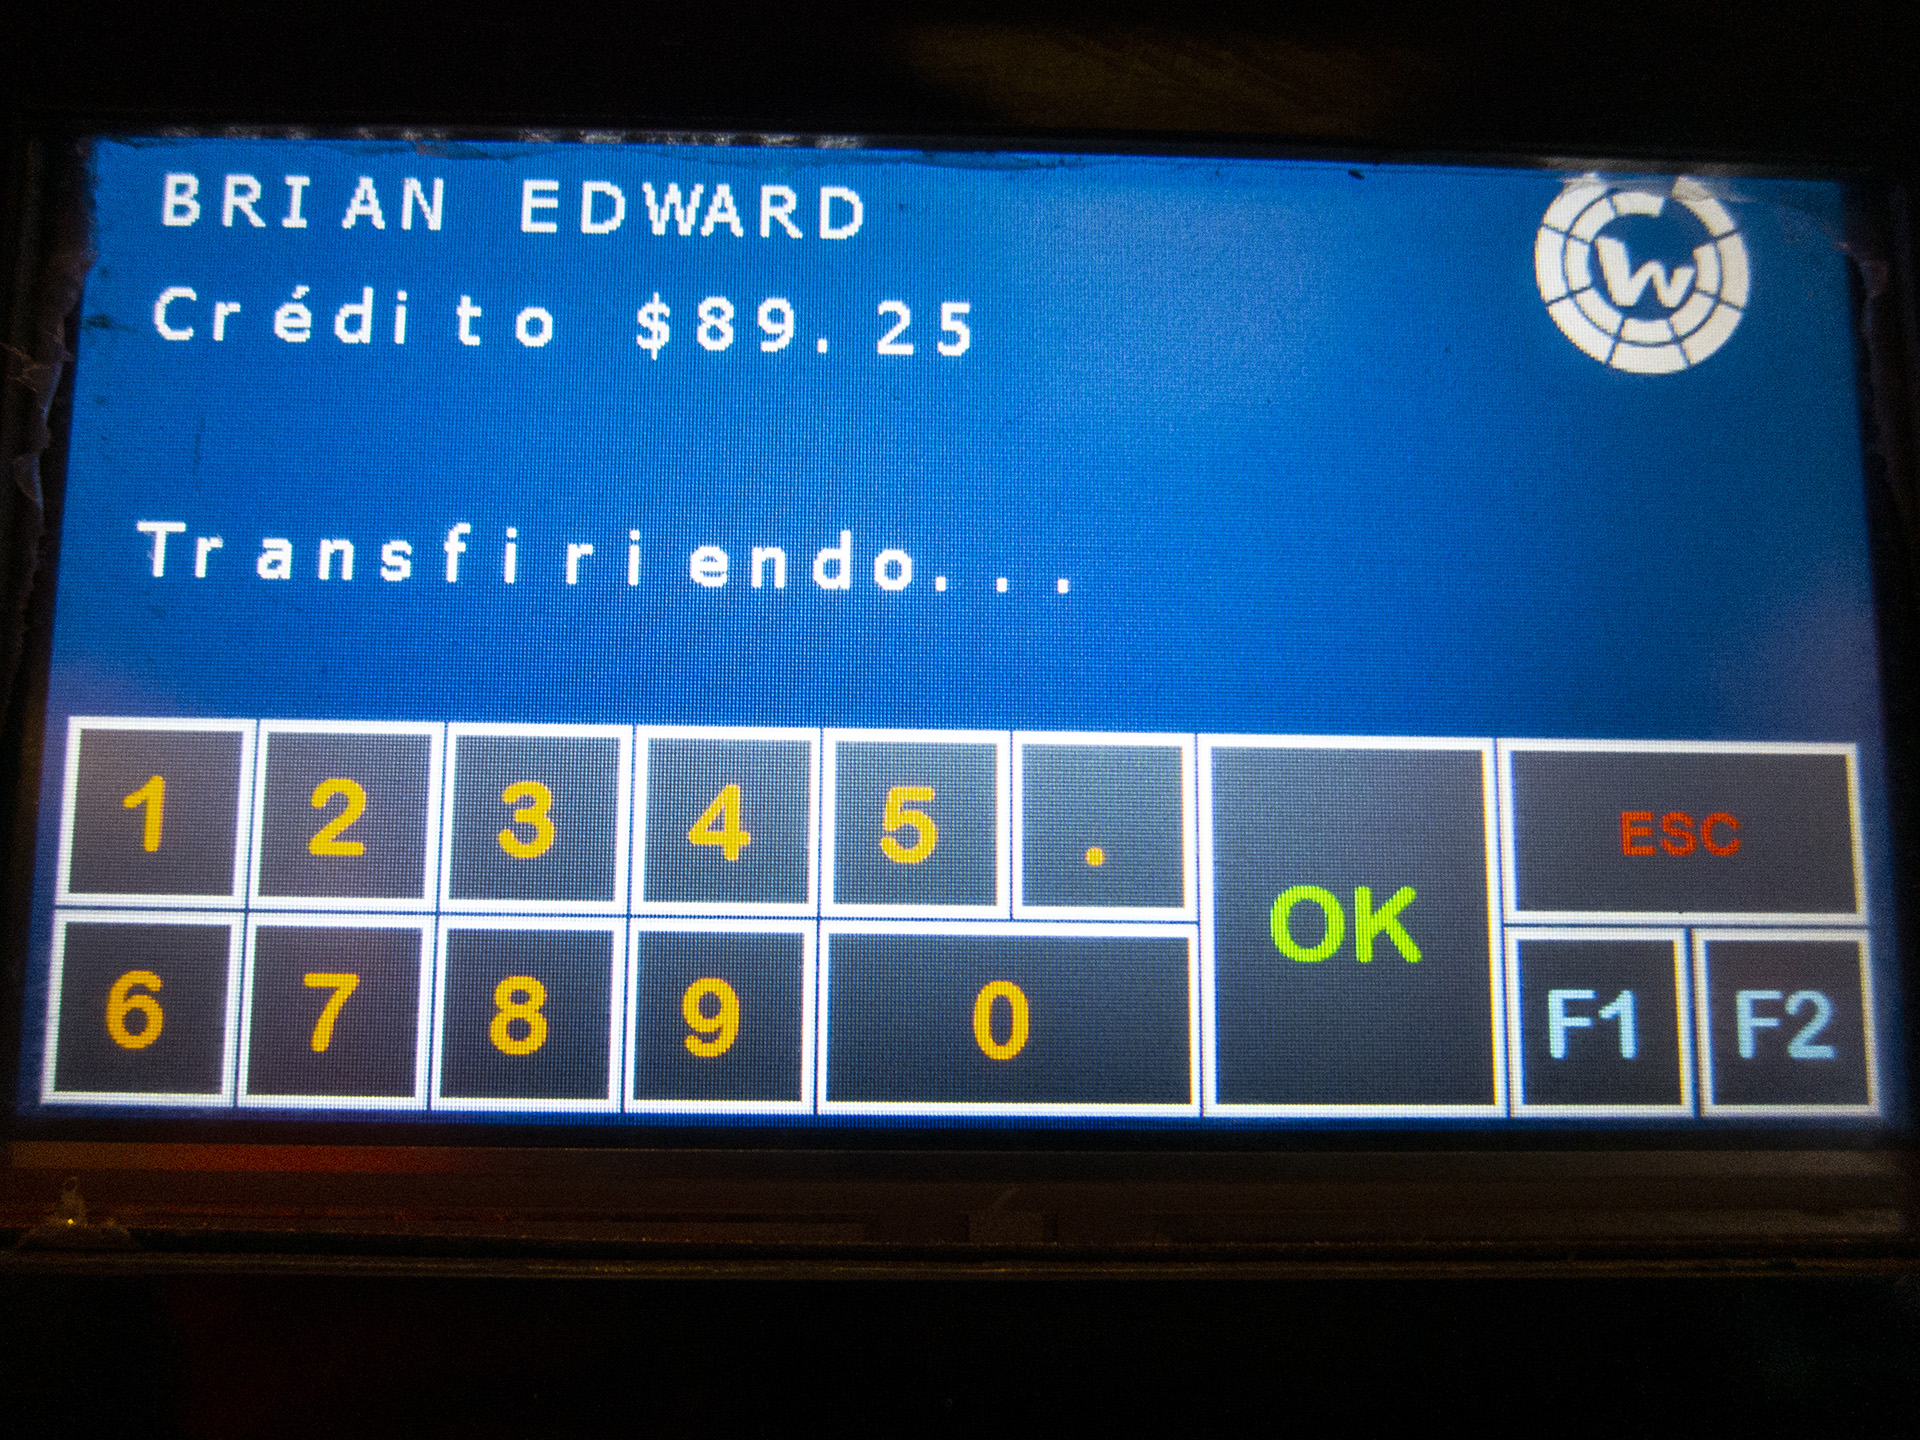 BRIAN EDWARD
W
Crédito $89.25
Transfiriendo...
1 2 3 4 5 . OK ESC
6 7 8 9 0 F1 F2